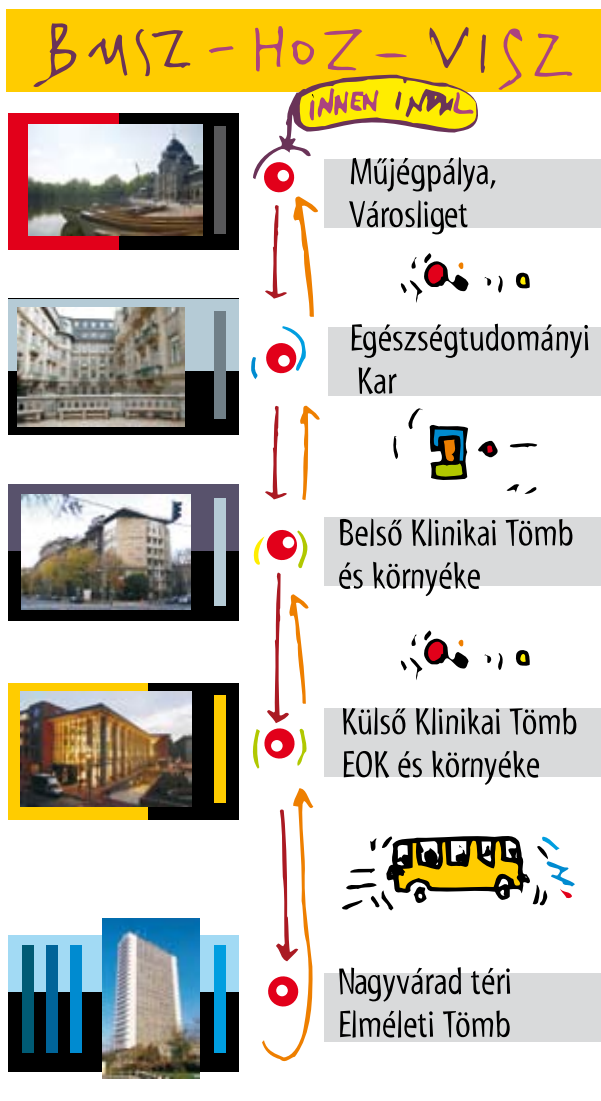 BUSZ - HOZ - VISZ
INNEN INDUL
Műjégpálya,
Városliget
Egészségtudományi
Kar
Belső Klinikai Tömb
és környéke
Külső Klinikai Tömb
EOK és környéke
Nagyvárad téri
Elméleti Tömb